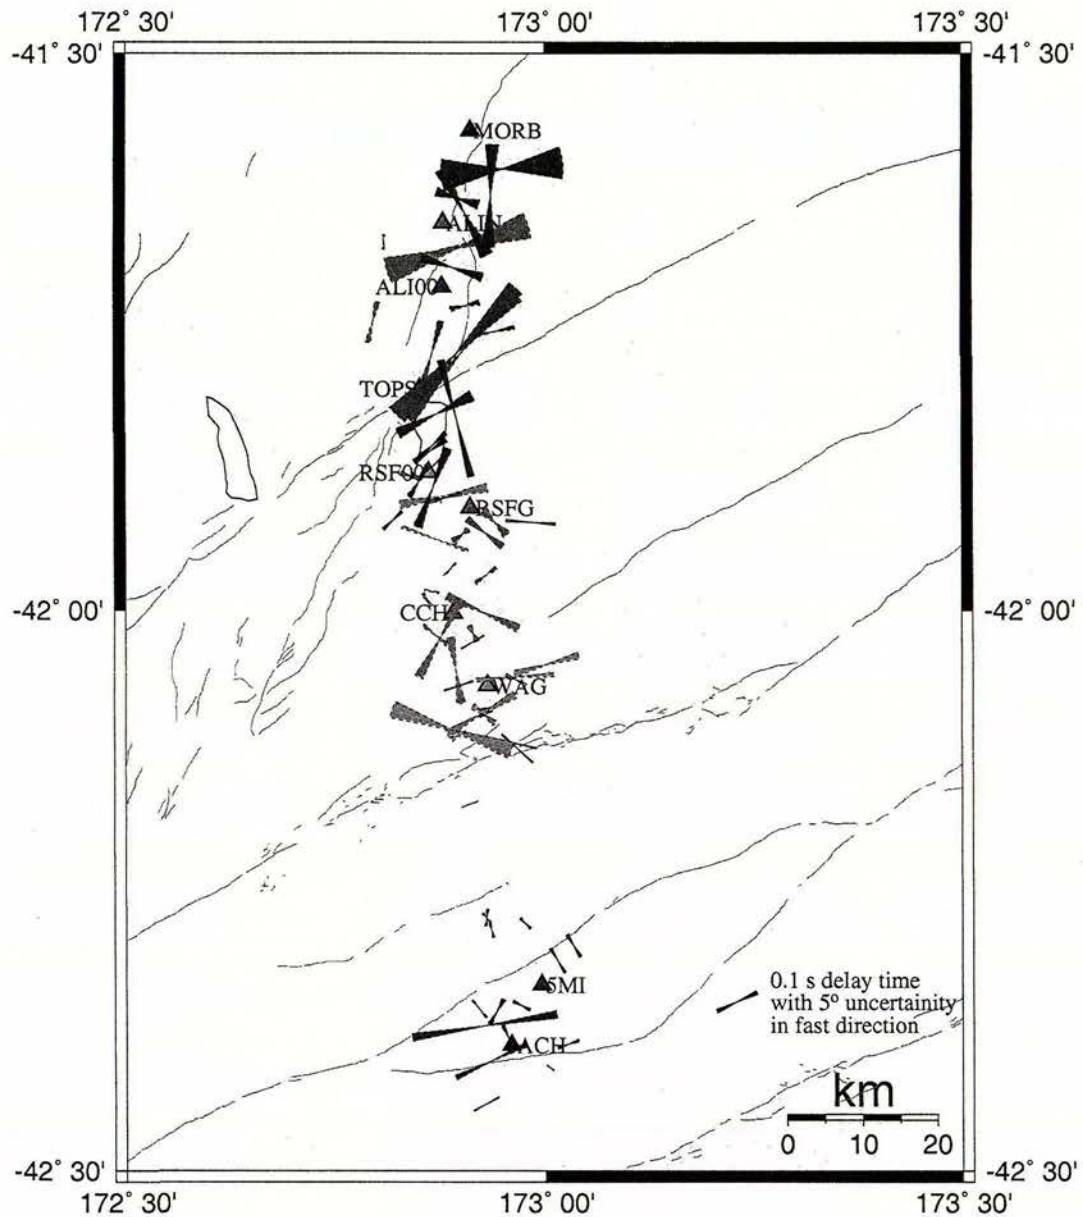 172° 30' 173° 00' 173° 30'
-41° 30' -41° 30'
MORB
ALIN
ALI00
TOPS
RSF00
RSFG
-42° 00' CCH -42° 00'
WAG
5MI
0.1 s delay time
with 5° uncertainity
in fast direction
ACH
km
0 10 20
-42° 30' -42° 30'
172° 30' 173° 00' 173° 30'